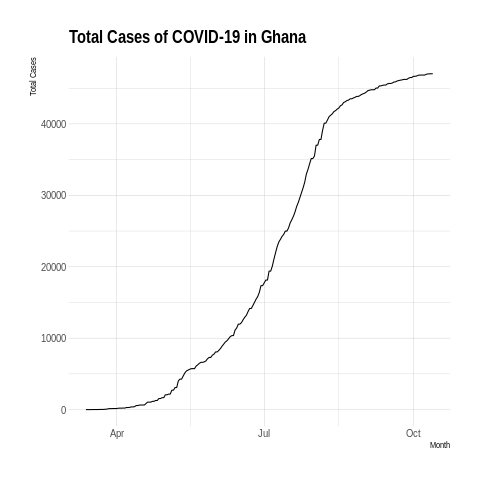 Total Cases of COVID-19 in Ghana
Total Cases
40000
30000
20000
10000
0
Apr
Jul
Oct
Month